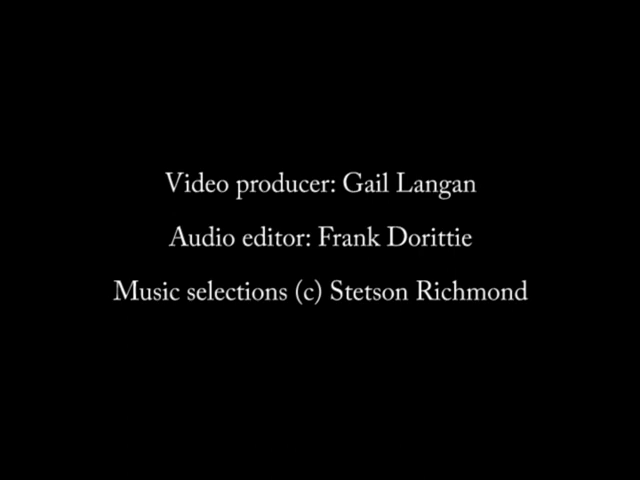 Video producer: Gail Langan
Audio editor: Frank Dorittie
Music selections (c) Stetson Richmond